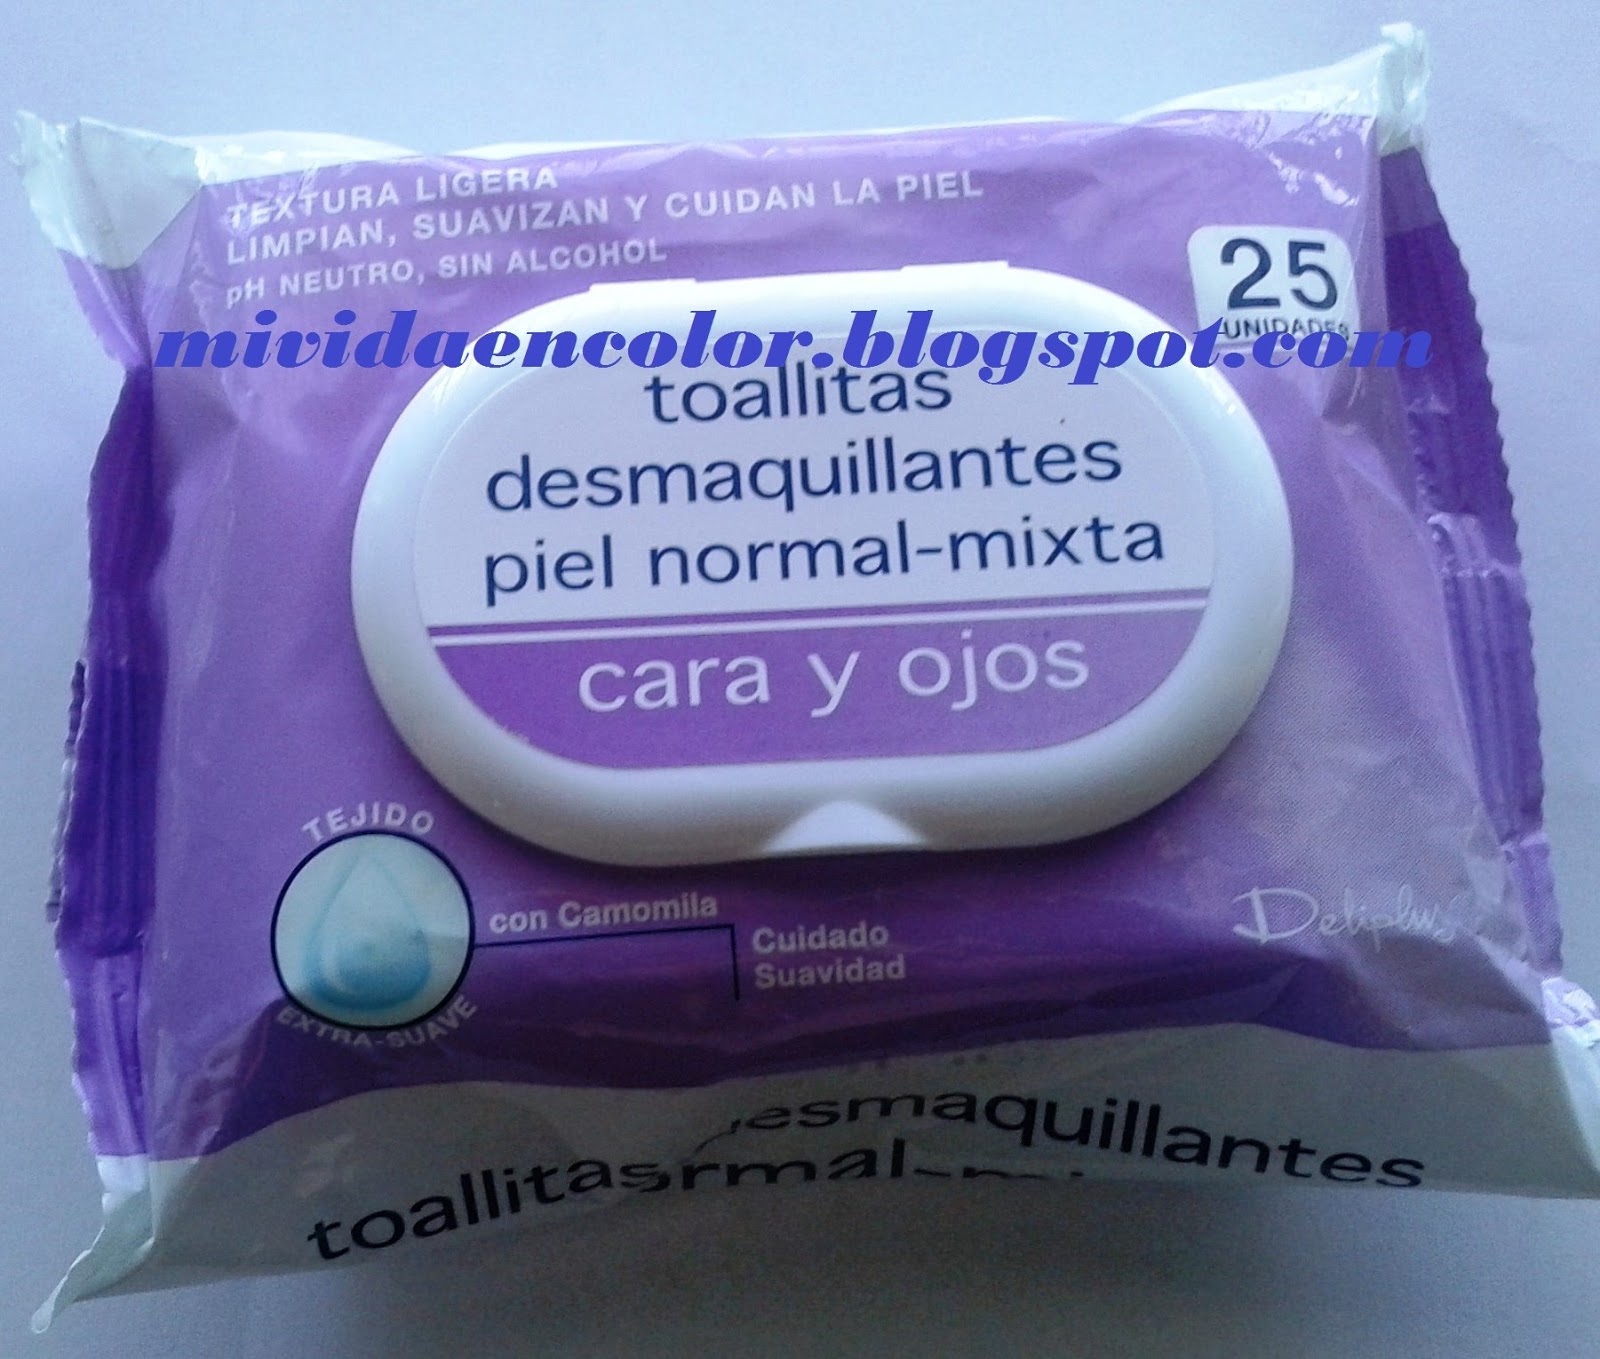 TEXTURA LIGERA
LIMPIAN, SUAVIZAN Y CUIDAN LA PIEL
pH NEUTRO, SIN ALCOHOL
25
UNIDADES
mividaencolor.blogspot.com
toallitas
desmaquillantes
piel normal-mixta
cara y ojos
TEJIDO
EXTRA-SUAVE
con Camomila
Cuidado
Suavidad
Deliplus
toallitas desmaquillantes